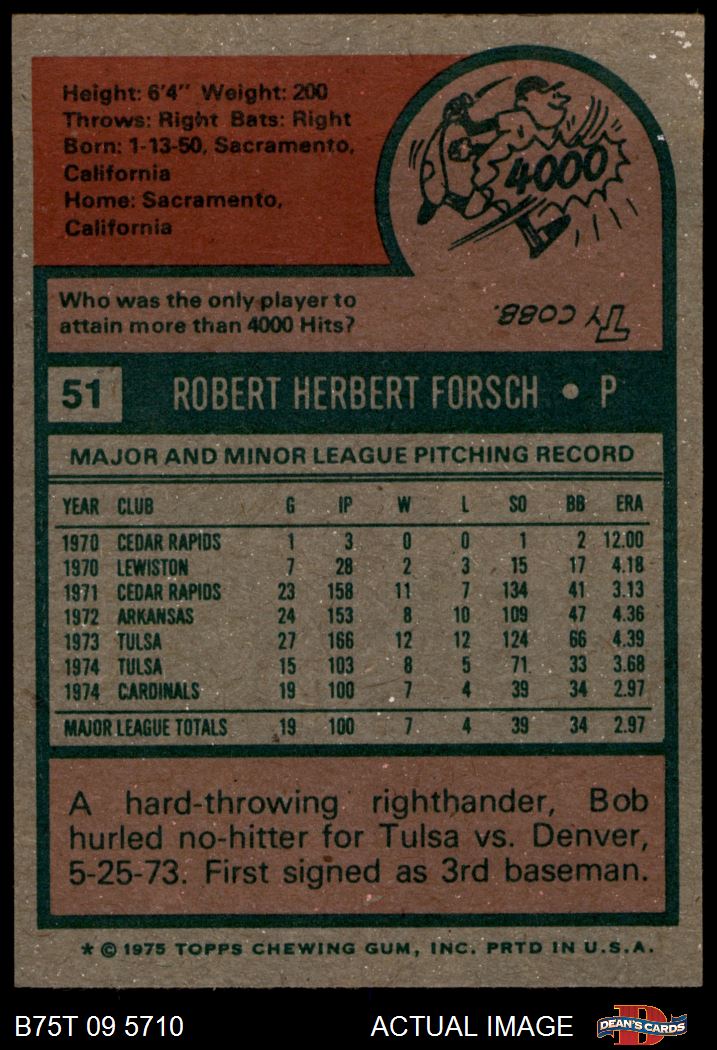 Height: 6'4" Weight: 200
Throws: Right Bats: Right
Born: 1-13-50, Sacramento,
California
Home: Sacramento,
California
4000
Who was the only player to
attain more than 4000 Hits?
TY COBB.
51 ROBERT HERBERT FORSCH • P
MAJOR AND MINOR LEAGUE PITCHING RECORD
YEAR CLUB G IP W L SO BB ERA
1970 CEDAR RAPIDS 1 3 0 0 1 2 12.00
1970 LEWISTON 7 28 2 3 15 17 4.18
1971 CEDAR RAPIDS 23 158 11 7 134 41 3.13
1972 ARKANSAS 24 153 8 10 109 47 4.36
1973 TULSA 27 166 12 12 124 66 4.39
1974 TULSA 15 103 8 5 71 33 3.68
1974 CARDINALS 19 100 7 4 39 34 2.97
MAJOR LEAGUE TOTALS 19 100 7 4 39 34 2.97
A hard-throwing righthander, Bob
hurled no-hitter for Tulsa vs. Denver,
5-25-73. First signed as 3rd baseman.
* © 1975 TOPPS CHEWING GUM, INC. PRTD IN U.S.A.
B75T 09 5710 ACTUAL IMAGE D DEAN'S CARDS